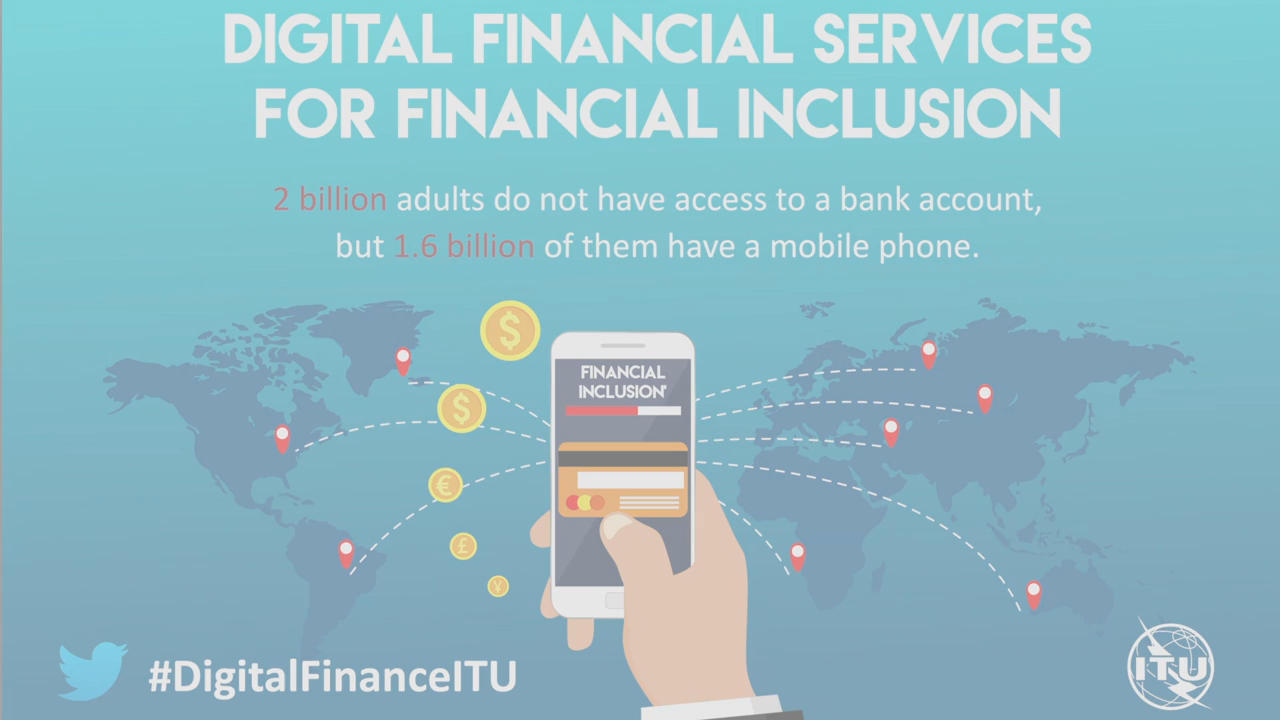 DIGITAL FINANCIAL SERVICES
FOR FINANCIAL INCLUSION
2 billion adults do not have access to a bank account,
but 1.6 billion of them have a mobile phone.
$
FINANCIAL
INCLUSION'
$
€
£
¥
#DigitalFinanceITU
ITU